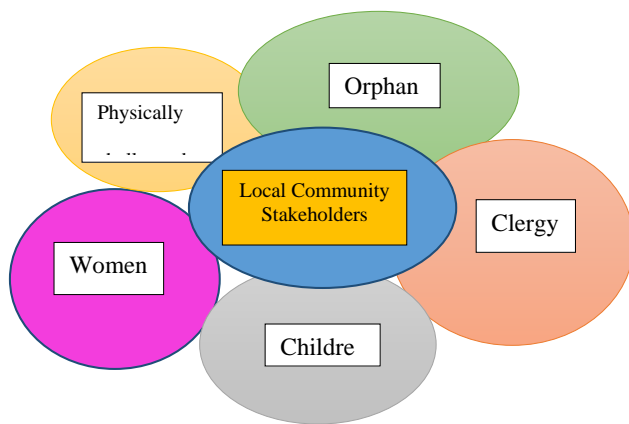 Orphan
Physically
Local Community
Stakeholders
Clergy
Women
Childre